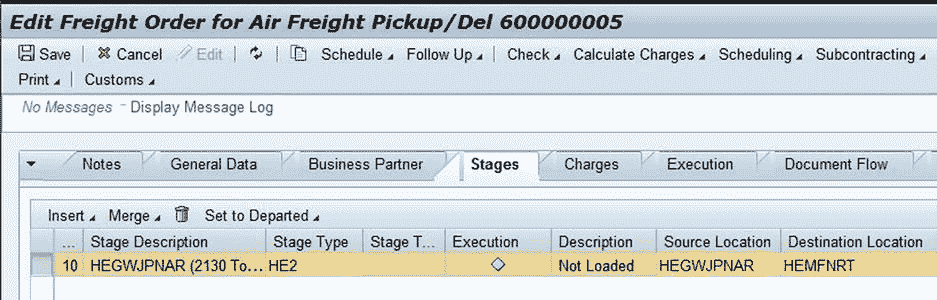 Edit Freight Order for Air Freight Pickup/Del 600000005
Save Cancel Edit Schedule Follow Up Check Calculate Charges Scheduling Subcontracting
Print Customs
No Messages - Display Message Log
Notes General Data Business Partner Stages Charges Execution Document Flow
Insert Merge Set to Departed
... Stage Description Stage Type Stage T... Execution Description Source Location Destination Location
10 HEGWJPNAR (2130 To... HE2 Not Loaded HEGWJPNAR HEMFNRT